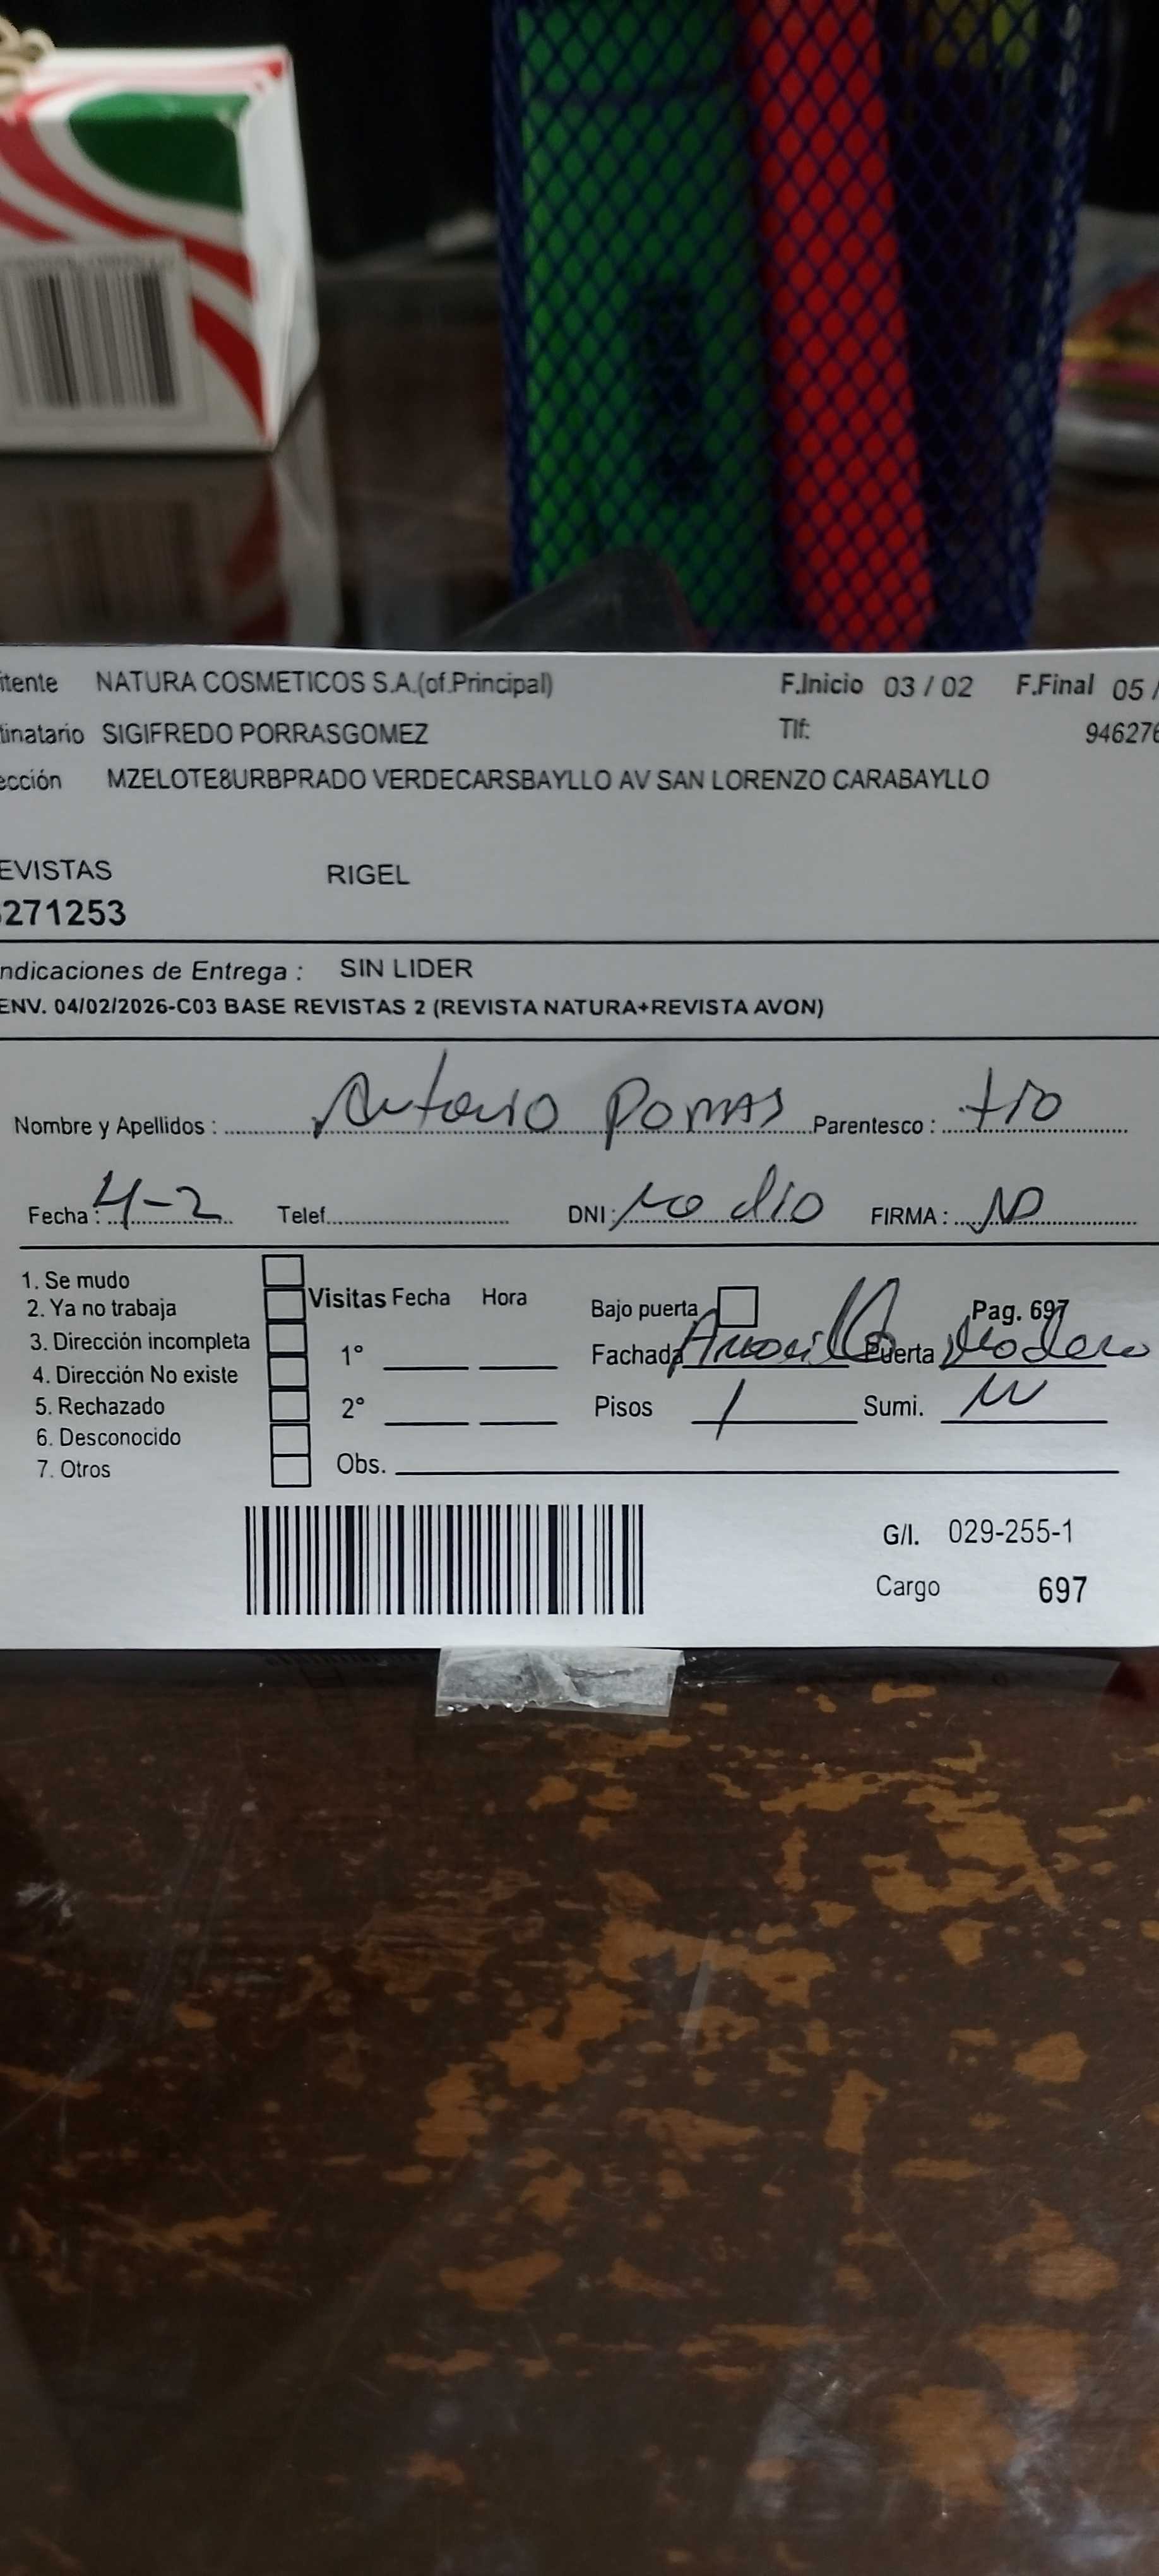 itente NATURA COSMETICOS S.A.(of.Principal) F.Inicio 03 / 02 F.Final 05 /
tinatario SIGIFREDO PORRASGOMEZ Tlf: 946276
ección MZELOTE8URBPRADO VERDECARSBAYLLO AV SAN LORENZO CARABAYLLO
EVISTAS RIGEL
271253
ndicaciones de Entrega : SIN LIDER
ENV. 04/02/2026-C03 BASE REVISTAS 2 (REVISTA NATURA+REVISTA AVON)
Nombre y Apellidos : Antonio Porras Parentesco : tio
Fecha : 4-2 Telef. DNI : no dio FIRMA : ND
1. Se mudo
2. Ya no trabaja Visitas Fecha Hora Bajo puerta Pag. 697
3. Dirección incompleta 1° Fachada Amarillo Puerta Madera
4. Dirección No existe
5. Rechazado 2° Pisos 1 Sumi.
6. Desconocido
7. Otros Obs.
G/I. 029-255-1
Cargo 697